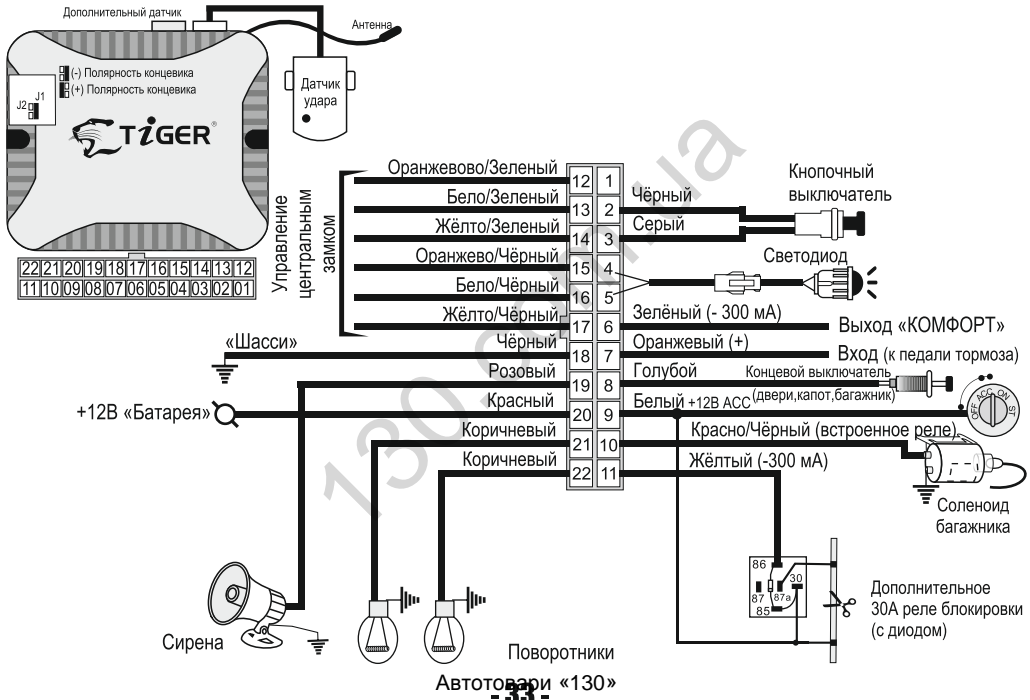 Дополнительный датчик
Антенна
(-) Полярность концевика
(+) Полярность концевика
J1
J2
Датчик
удара
TiGER®
22 21 20 19 18 17 16 15 14 13 12
11 10 09 08 07 06 05 04 03 02 01
Управление
центральным
замком
Оранжевово/Зеленый
Бело/Зеленый
Жёлто/Зеленый
Оранжево/Чёрный
Бело/Чёрный
Жёлто/Чёрный
«Шасси»
Чёрный
Розовый
+12В «Батарея»
Красный
Коричневый
Коричневый
12 1
13 2
14 3
15 4
16 5
17 6
18 7
19 8
20 9
21 10
22 11
Чёрный
Серый
Кнопочный
выключатель
Светодиод
Зелёный (- 300 мА)
Выход «КОМФОРТ»
Оранжевый (+)
Вход (к педали тормоза)
Голубой
Концевой выключатель
(двери,капот,багажник)
Белый +12В ACC
OFF ACC ON ST
Красно/Чёрный (встроенное реле)
Жёлтый (-300 мА)
Соленоид
багажника
86
30
87
87a
85
Дополнительное
30А реле блокировки
(с диодом)
Сирена
Поворотники
Автотовари «130»
- 33 -
130.com.ua